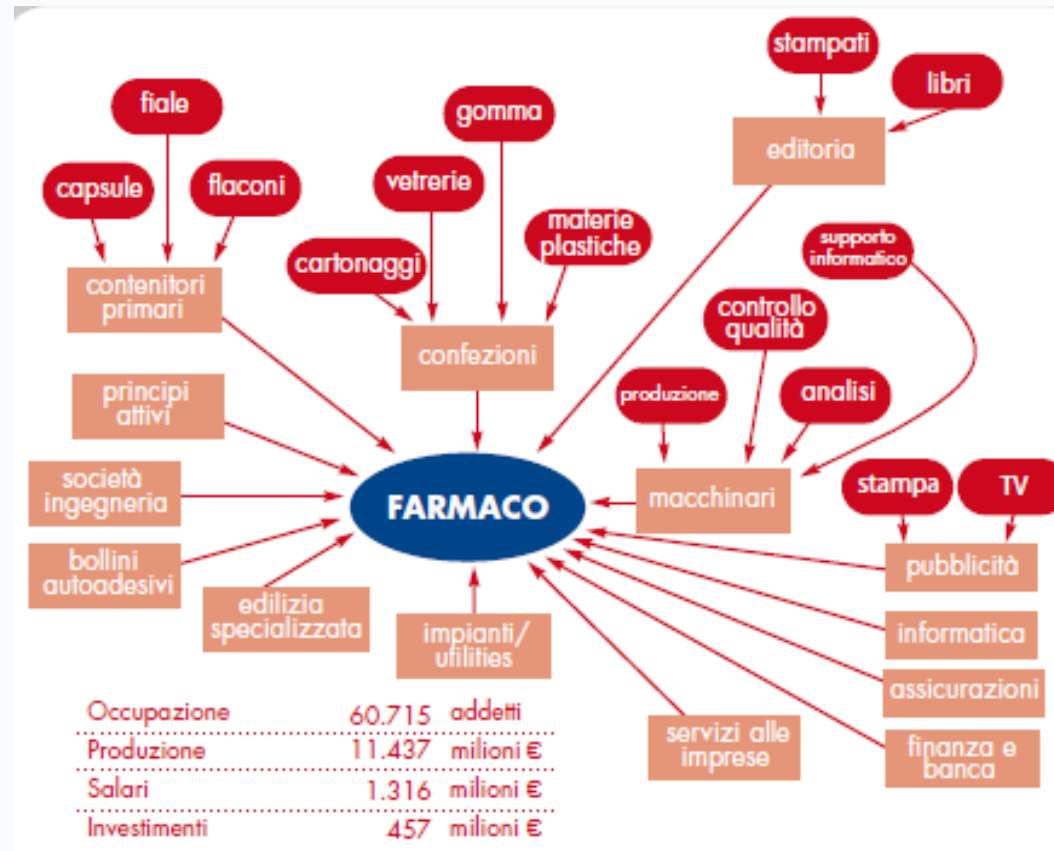 stampati
libri
editoria
fiale
capsule
flaconi
contenitori
primari
gomma
vetrerie
cartonaggi
materie
plastiche
confezioni
supporto
informatico
controllo
qualità
produzione
analisi
macchinari
principi
attivi
società
ingegneria
bollini
autoadesivi
edilizia
specializzata
impianti/
utilities
FARMACO
stampa
TV
pubblicità
informatica
assicurazioni
finanza e
banca
servizi alle
imprese
Occupazione 60.715 addetti
Produzione 11.437 milioni €
Salari 1.316 milioni €
Investimenti 457 milioni €